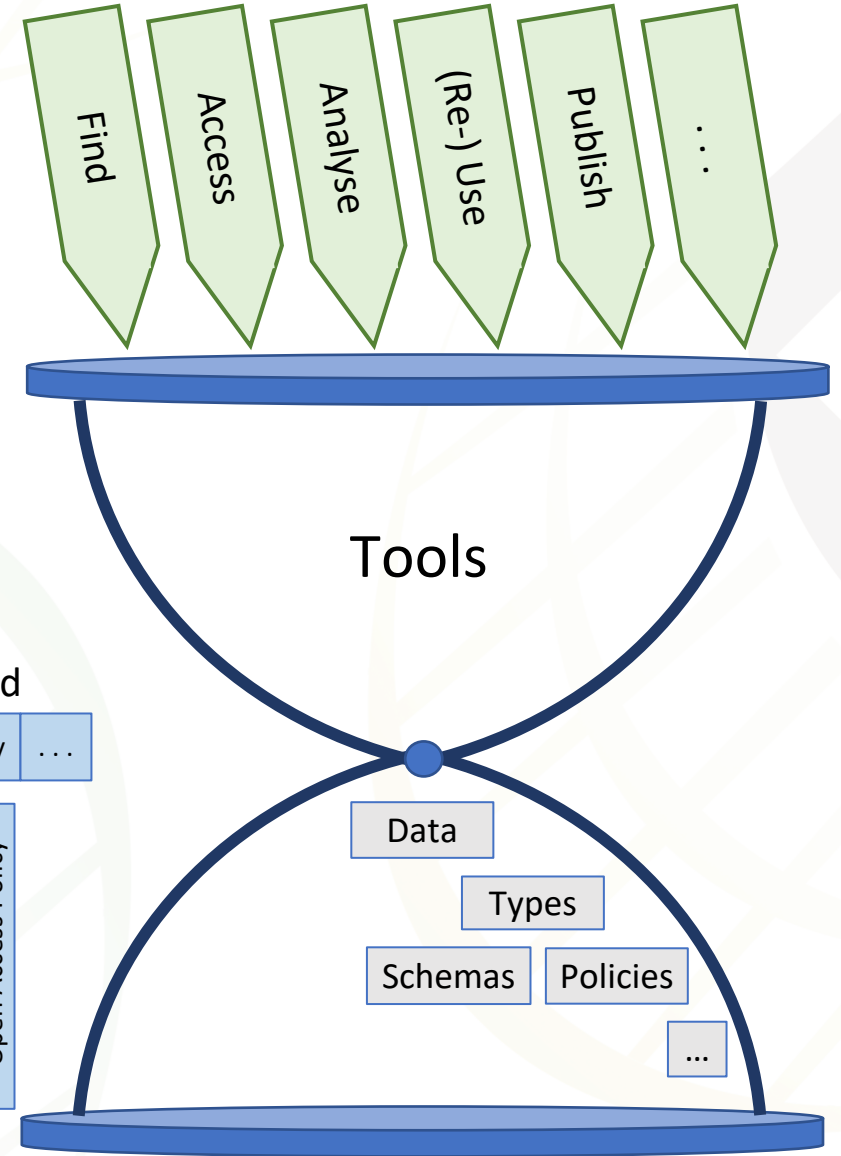 Find
Access
Analyse
(Re-) Use
Publish
. . .
Tools
d
y
. . .
Data
Types
Schemas
Policies
...